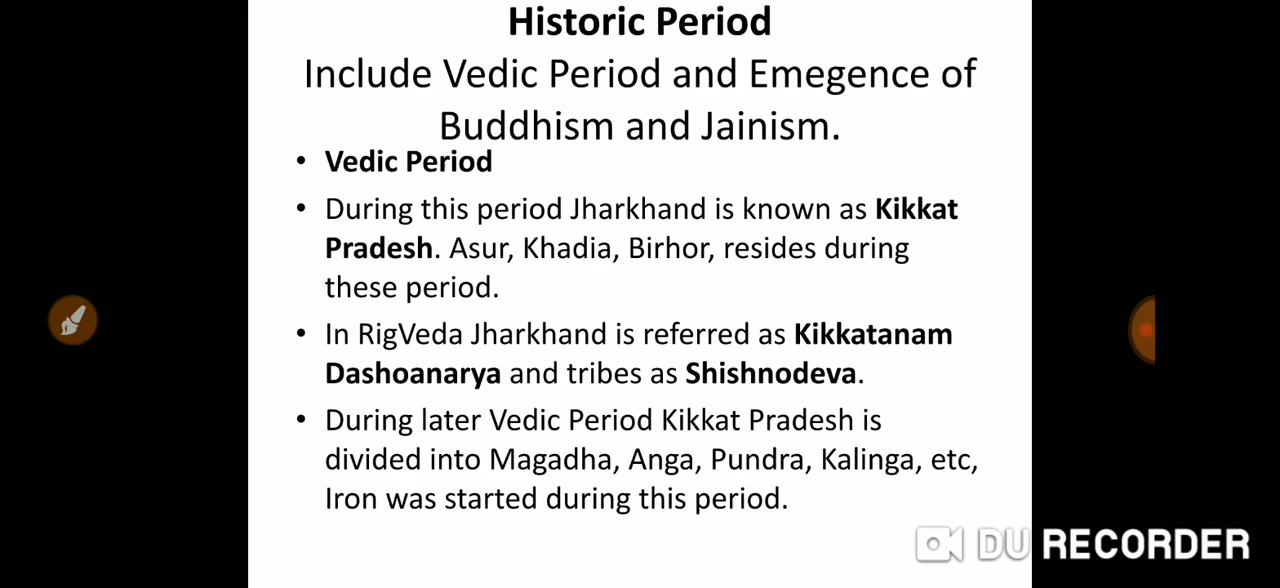 Historic Period
Include Vedic Period and Emegence of
Buddhism and Jainism.
• Vedic Period
• During this period Jharkhand is known as Kikkat
Pradesh. Asur, Khadia, Birhor, resides during
these period.
• In RigVeda Jharkhand is referred as Kikkatanam
Dashoanarya and tribes as Shishnodeva.
• During later Vedic Period Kikkat Pradesh is
divided into Magadha, Anga, Pundra, Kalinga, etc,
Iron was started during this period.
DU RECORDER